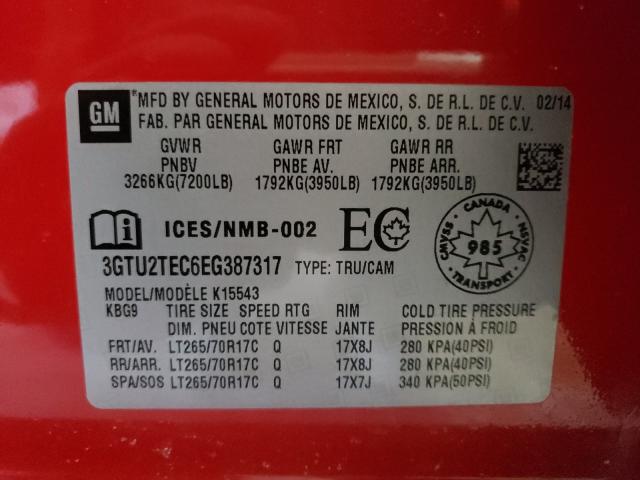 GM
*MFD BY GENERAL MOTORS DE MEXICO, S. DE R.L. DE C.V. 02/14
FAB. PAR GENERAL MOTORS DE MEXICO, S. DE R.L. DE C.V.
GVWR GAWR FRT GAWR RR
PNBV PNBE AV. PNBE ARR.
3266KG(7200LB) 1792KG(3950LB) 1792KG(3950LB)
i ICES/NMB-002 EC
CANADA
CMVSS 985 NSVAC
TRANSPORT
3GTU2TEC6EG387317 TYPE: TRU/CAM
MODEL/MODÈLE K15543
KBG9 TIRE SIZE SPEED RTG RIM COLD TIRE PRESSURE
DIM. PNEU COTE VITESSE JANTE PRESSION À FROID
FRT/AV. LT265/70R17C Q 17X8J 280 KPA(40PSI)
RR/ARR. LT265/70R17C Q 17X8J 280 KPA(40PSI)
SPA/SOS LT265/70R17C Q 17X7J 340 KPA(50PSI)